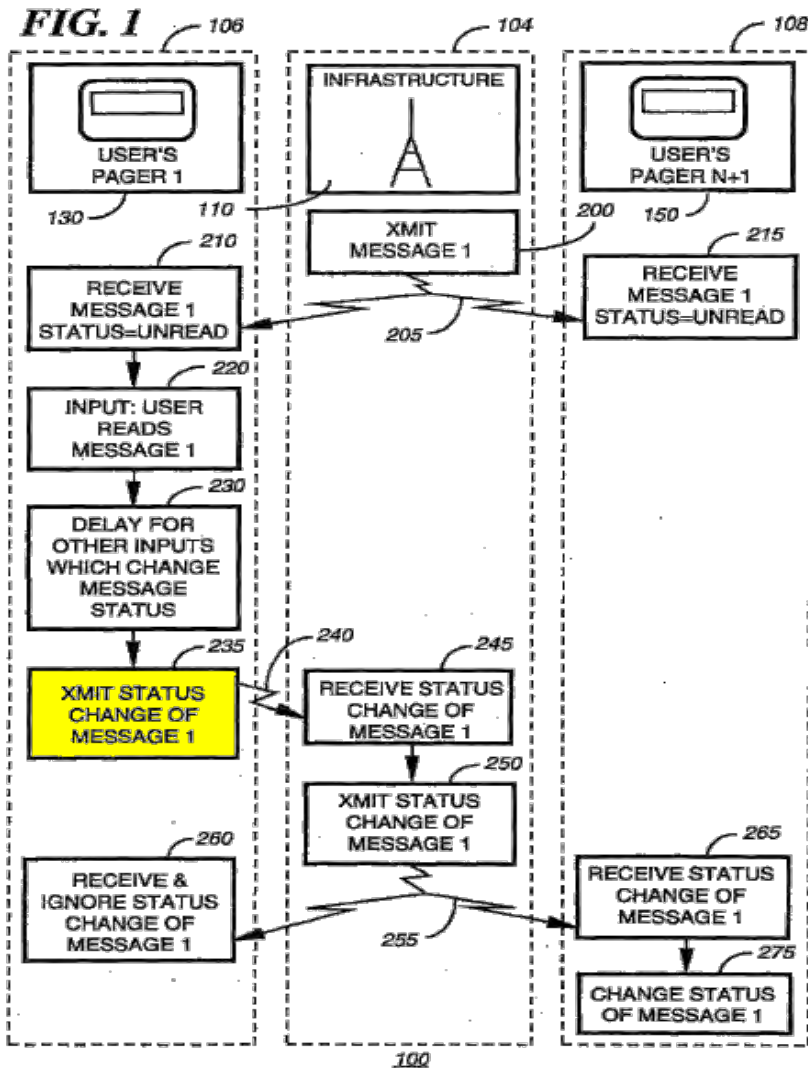 FIG. 1
106
104
108
USER'S
PAGER 1
130
INFRASTRUCTURE
110
USER'S
PAGER N+1
150
XMIT
MESSAGE 1
200
210
RECEIVE
MESSAGE 1
STATUS=UNREAD
205
215
RECEIVE
MESSAGE 1
STATUS=UNREAD
220
INPUT: USER
READS
MESSAGE 1
230
DELAY FOR
OTHER INPUTS
WHICH CHANGE
MESSAGE
STATUS
235
XMIT STATUS
CHANGE OF
MESSAGE 1
240
245
RECEIVE STATUS
CHANGE OF
MESSAGE 1
250
XMIT STATUS
CHANGE OF
MESSAGE 1
260
RECEIVE &
IGNORE STATUS
CHANGE OF
MESSAGE 1
255
265
RECEIVE STATUS
CHANGE OF
MESSAGE 1
275
CHANGE STATUS
OF MESSAGE 1
100